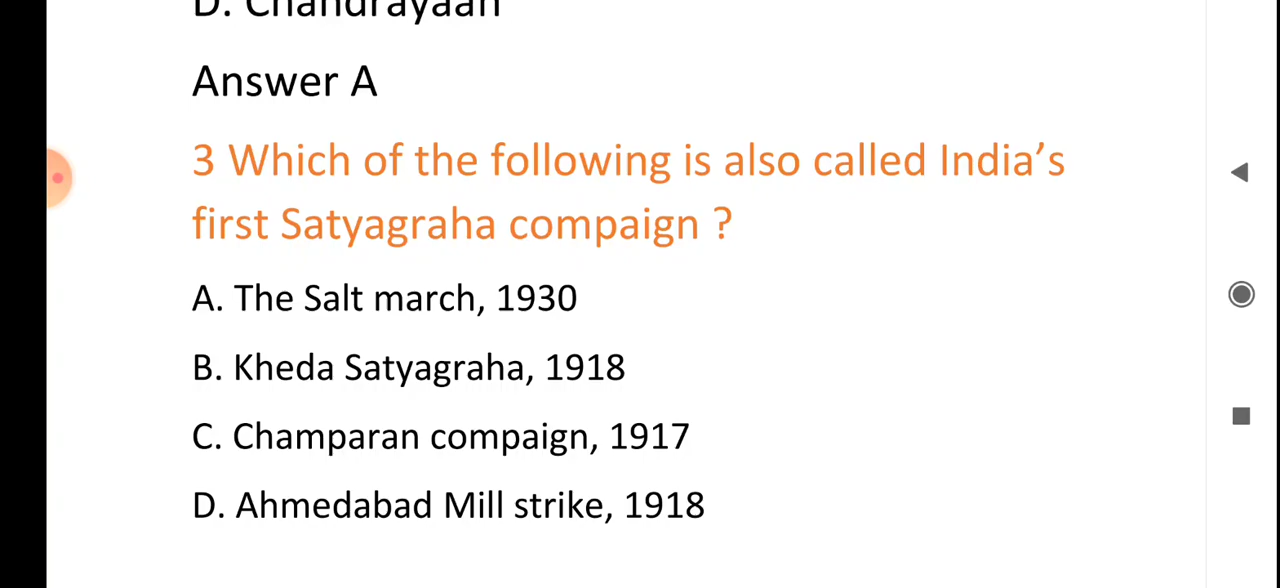 D. Chandrayaan
Answer A
3 Which of the following is also called India’s
first Satyagraha compaign ?
A. The Salt march, 1930
B. Kheda Satyagraha, 1918
C. Champaran compaign, 1917
D. Ahmedabad Mill strike, 1918